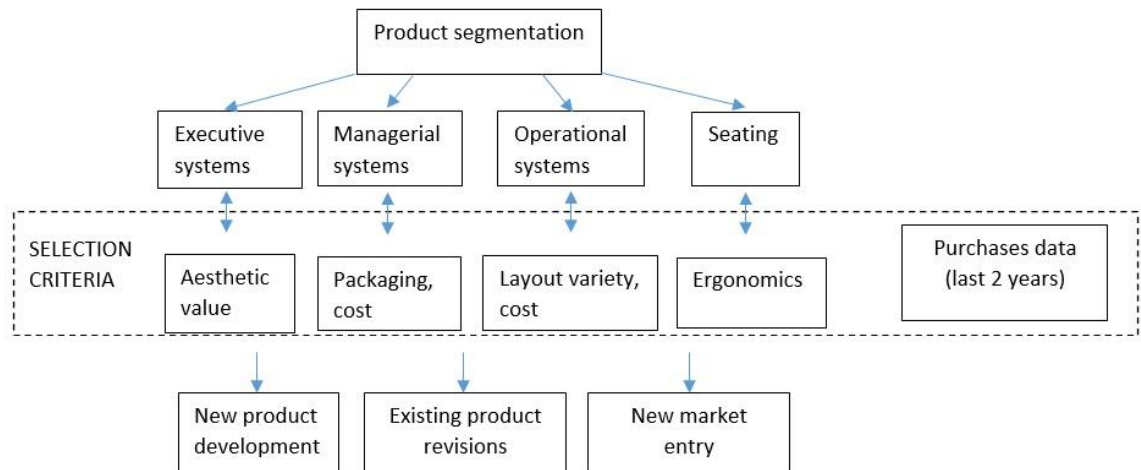 Product segmentation
Executive
systems
Managerial
systems
Operational
systems
Seating
SELECTION
CRITERIA
Aesthetic
value
Packaging,
cost
Layout variety,
cost
Ergonomics
Purchases data
(last 2 years)
New product
development
Existing product
revisions
New market
entry